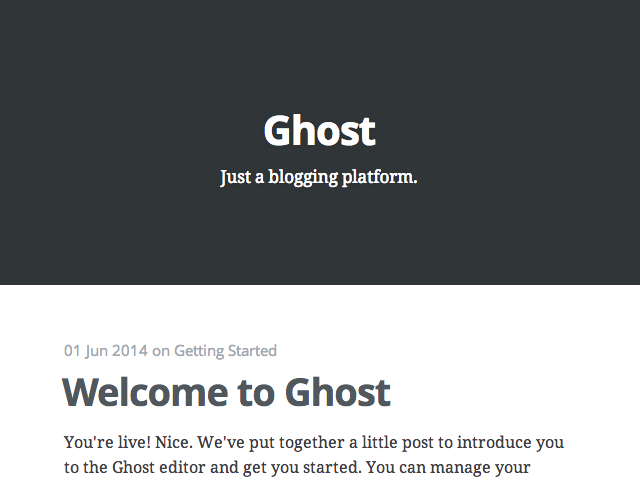 Ghost
Just a blogging platform.
01 Jun 2014 on Getting Started
Welcome to Ghost
You're live! Nice. We've put together a little post to introduce you
to the Ghost editor and get you started. You can manage your